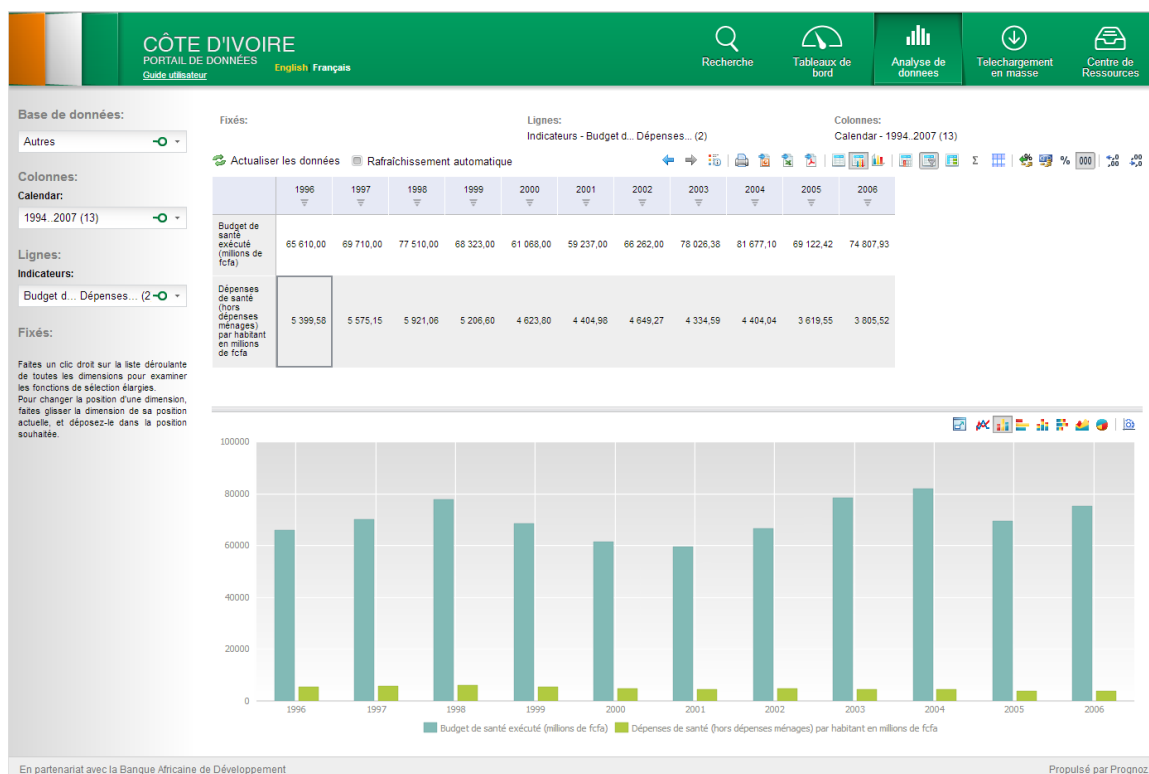 CÔTE D'IVOIRE
PORTAIL DE DONNÉES
English Français
Guide utilisateur
Recherche
Tableaux de
bord
Analyse de
donnees
Telechargement
en masse
Centre de
Ressources
Base de données:
Autres
Colonnes:
Calendar:
1994..2007 (13)
Lignes:
Indicateurs:
Budget d... Dépenses... (2
Fixés:
Faites un clic droit sur la liste déroulante
de toutes les dimensions pour examiner
les fonctions de sélection élargies.
Pour changer la position d'une dimension,
faites glisser la dimension de sa position
actuelle, et déposez-le dans la position
souhaitée.
Fixés:
Lignes:
Indicateurs - Budget d... Dépenses... (2)
Colonnes:
Calendar - 1994..2007 (13)
Actualiser les données Rafraîchissement automatique
Σ % 000
1996 1997 1998 1999 2000 2001 2002 2003 2004 2005 2006
Budget de
santé
exécuté
(milions de
fcfa)
65 610,00 69 710,00 77 510,00 68 323,00 61 068,00 59 237,00 66 262,00 78 026,38 81 677,10 69 122,42 74 807,93
Dépenses
de santé
(hors
dépenses
ménages)
par habitant
en milions
de fcfa
5 399,58 5 575,15 5 921,06 5 206,60 4 623,80 4 404,98 4 649,27 4 334,59 4 404,04 3 619,55 3 805,52
100000
80000
60000
40000
20000
0
1996 1997 1998 1999 2000 2001 2002 2003 2004 2005 2006
Budget de santé exécuté (milions de fcfa) Dépenses de santé (hors dépenses ménages) par habitant en milions de fcfa
En partenariat avec la Banque Africaine de Développement
Propulsé par Prognoz